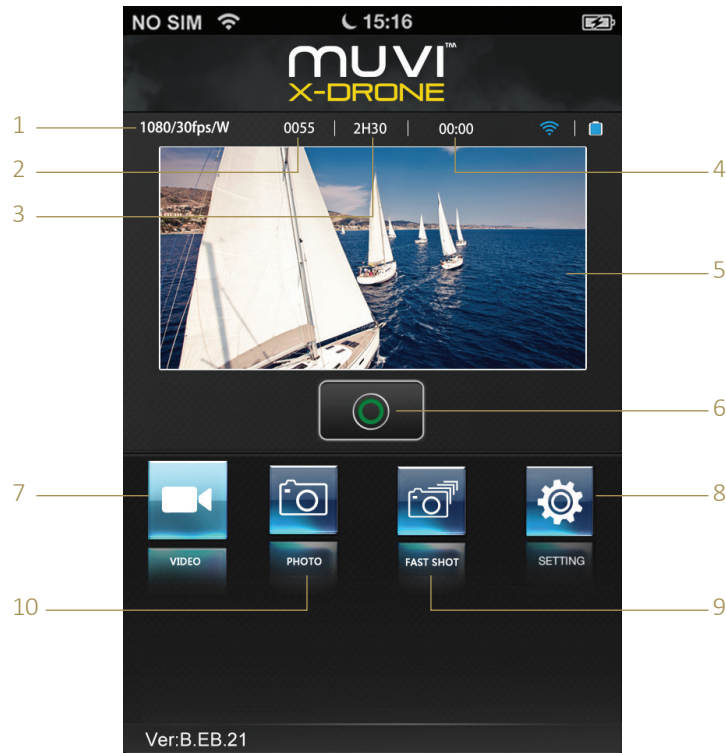 NO SIM 15:16
MUVI™
X-DRONE
1 1080/30fps/W 0055 | 2H30 | 00:00
2
3
4
5
6
7
8
VIDEO PHOTO FAST SHOT SETTING
10
9
Ver:B.EB.21